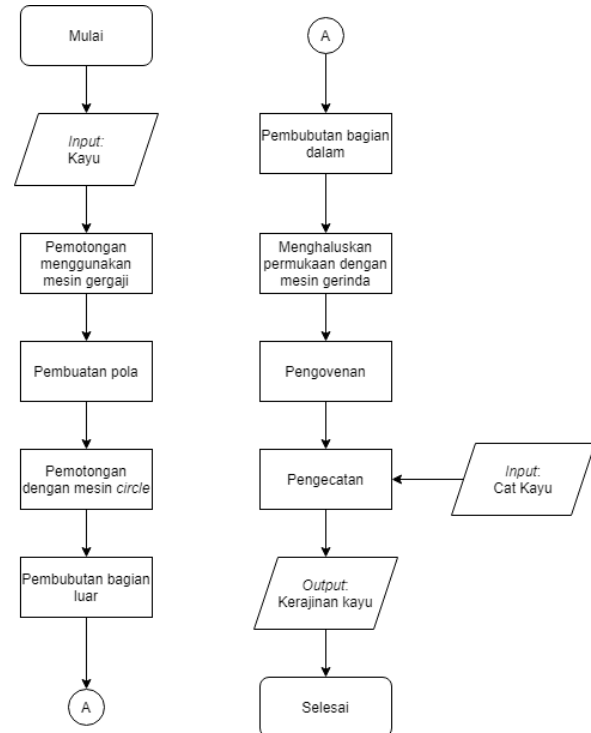 Mulai
Input:
Kayu
Pemotongan
menggunakan
mesin gergaji
Pembuatan pola
Pemotongan
dengan mesin circle
Pembubutan bagian
luar
A
A
Pembubutan bagian
dalam
Menghaluskan
permukaan dengan
mesin gerinda
Pengovenan
Pengecatan
Input:
Cat Kayu
Output:
Kerajinan kayu
Selesai